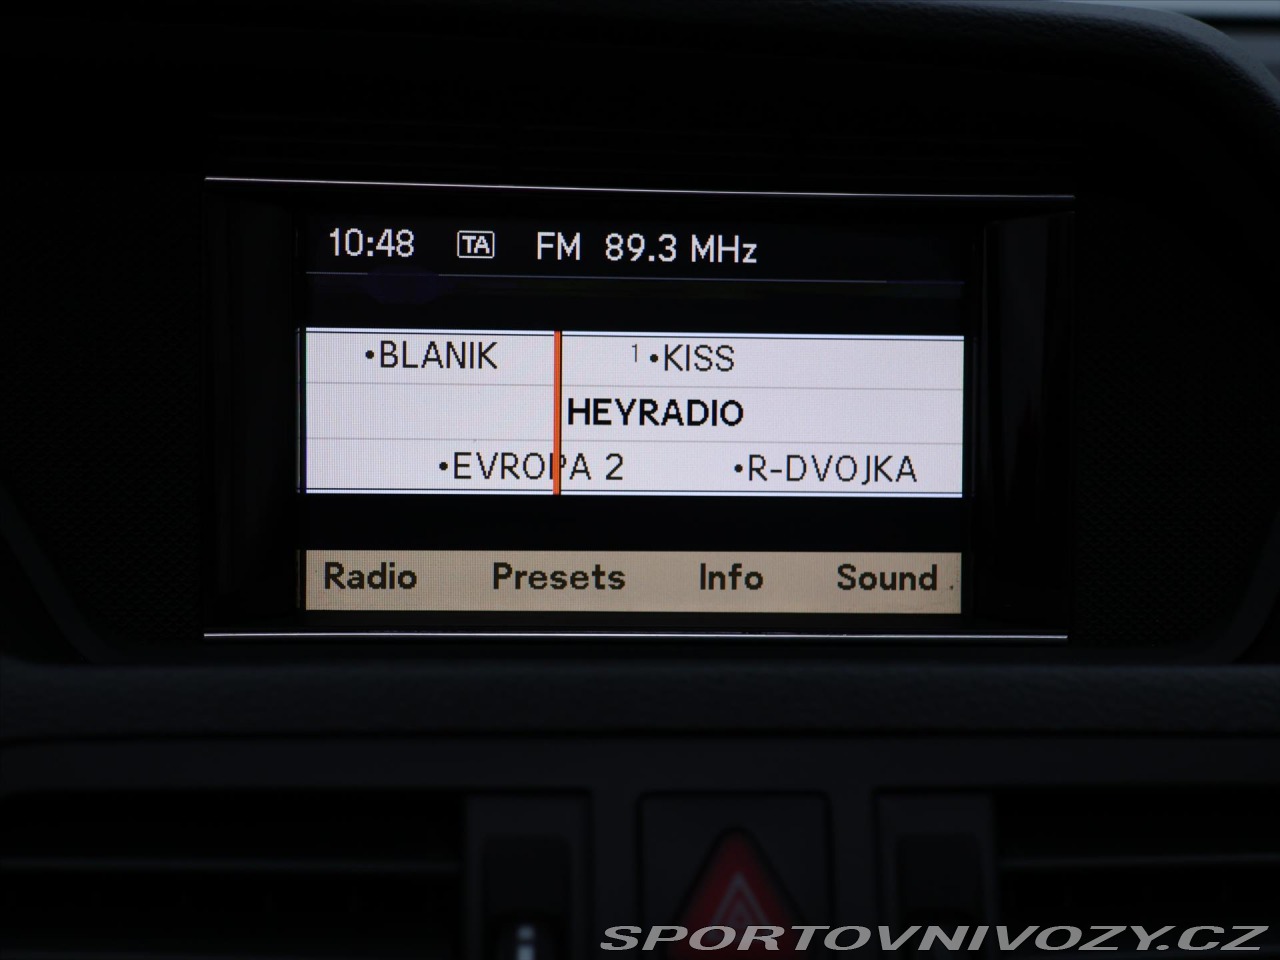 10:48 TA FM 89.3 MHz
•BLANIK 1 •KISS
HEYRADIO
•EVROPA 2 •R-DVOJKA
Radio Presets Info Sound
SPORTOVNIVOZY.CZ